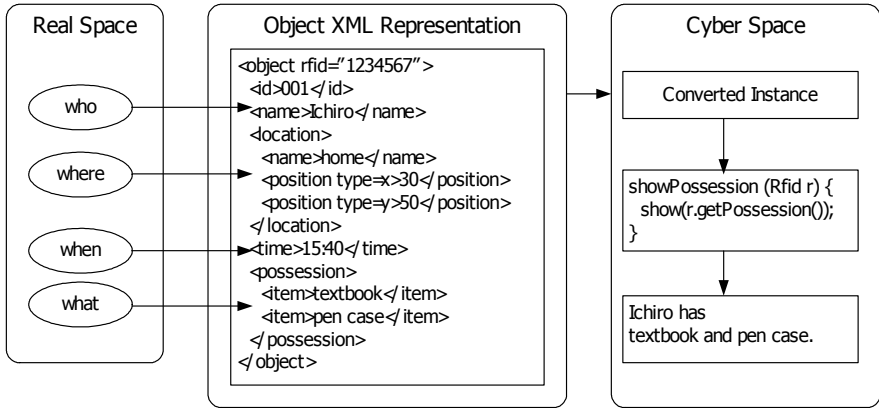 Real Space
who
where
when
what
Object XML Representation
<object rfid="1234567">
<id>001</id>
<name>Ichiro</name>
<location>
<name>home</name>
<position type=x>30</position>
<position type=y>50</position>
</location>
<time>15:40</time>
<possession>
<item>textbook</item>
<item>pen case</item>
</possession>
</object>
Cyber Space
Converted Instance
showPossession (Rfid r) {
show(r.getPossession());
}
Ichiro has
textbook and pen case.